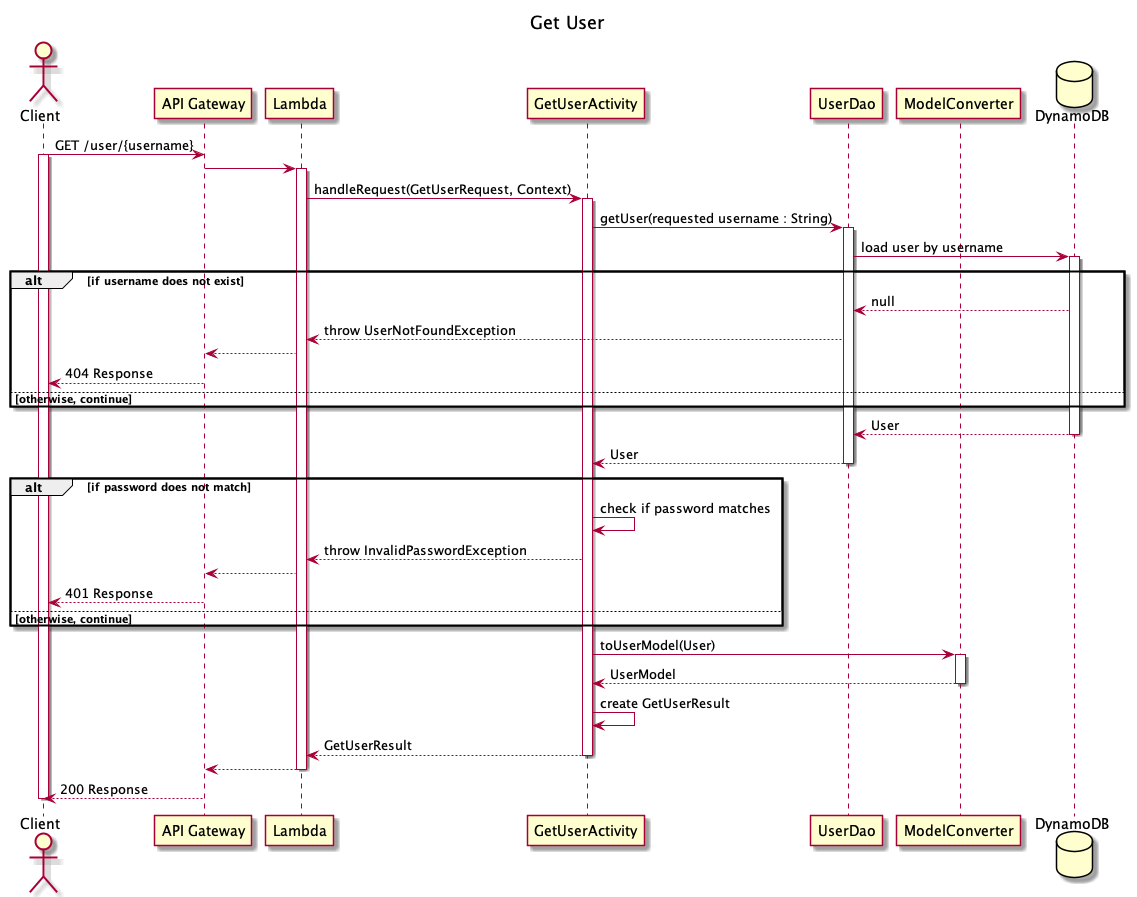 Get User
Client
API Gateway
Lambda
GetUserActivity
UserDao
ModelConverter
DynamoDB
GET /user/{username}
handleRequest(GetUserRequest, Context)
getUser(requested username : String)
load user by username
alt
[if username does not exist]
null
throw UserNotFoundException
404 Response
[otherwise, continue]
User
User
alt
[if password does not match]
check if password matches
throw InvalidPasswordException
401 Response
[otherwise, continue]
toUserModel(User)
UserModel
create GetUserResult
GetUserResult
200 Response
Client
API Gateway
Lambda
GetUserActivity
UserDao
ModelConverter
DynamoDB